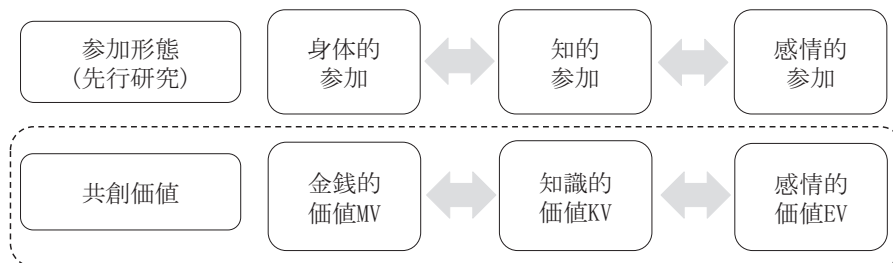 参加形態
(先行研究)
身体的
参加
知的
参加
感情的
参加
共創価値
金銭的
価値MV
知識的
価値KV
感情的
価値EV